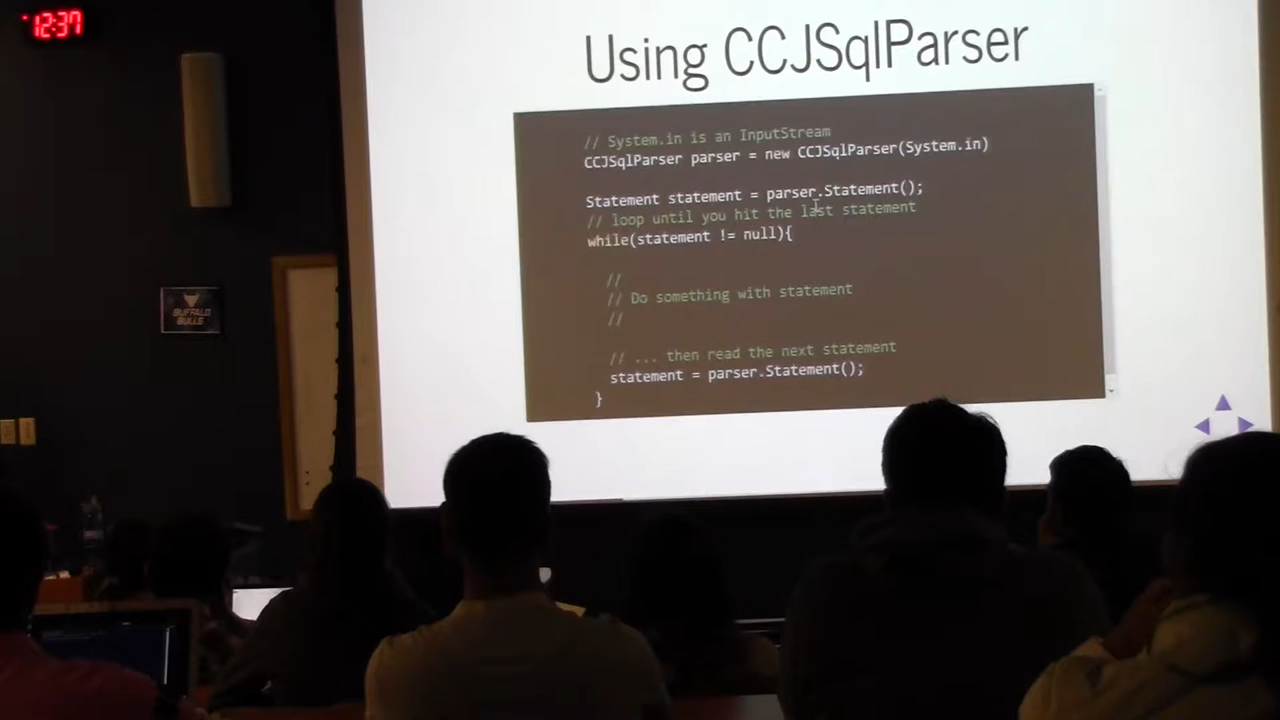 12:37
Using CCJSqlParser
// System.in is an InputStream
CCJSqlParser parser = new CCJSqlParser(System.in)
Statement statement = parser.Statement();
// loop until you hit the last statement
while(statement != null){
//
// Do something with statement
//
// ... then read the next statement
statement = parser.Statement();
}
BUFFALO
BULLS